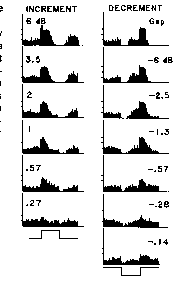 INCREMENT
6 dB
3.5
2
1
.57
.27
DECREMENT
Gap
-6 dB
-2.5
-1.3
-.57
-.28
-.14